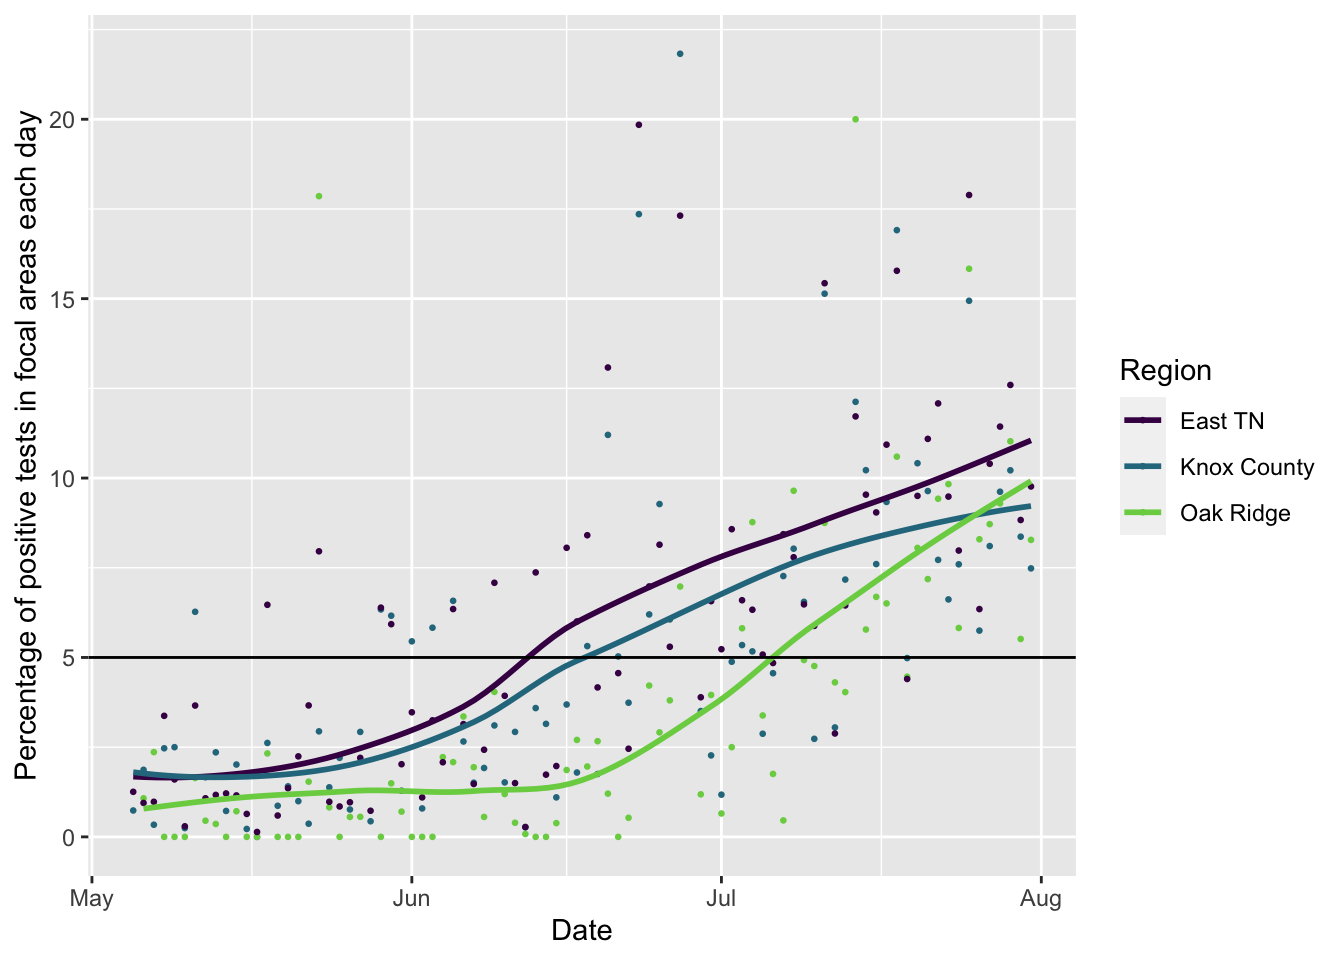 Percentage of positive tests in focal areas each day
20
15
10
5
0
May
Jun
Jul
Aug
Date
Region
East TN
Knox County
Oak Ridge